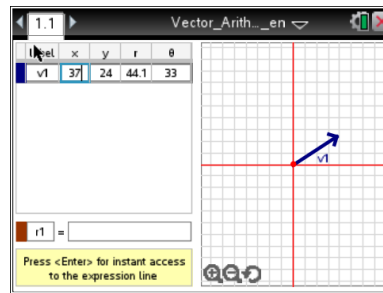 1.1 Vector_Arith..._en
x y r θ
v1 37 24 44.1 33
v1
r1 =
Press <Enter> for instant access
to the expression line